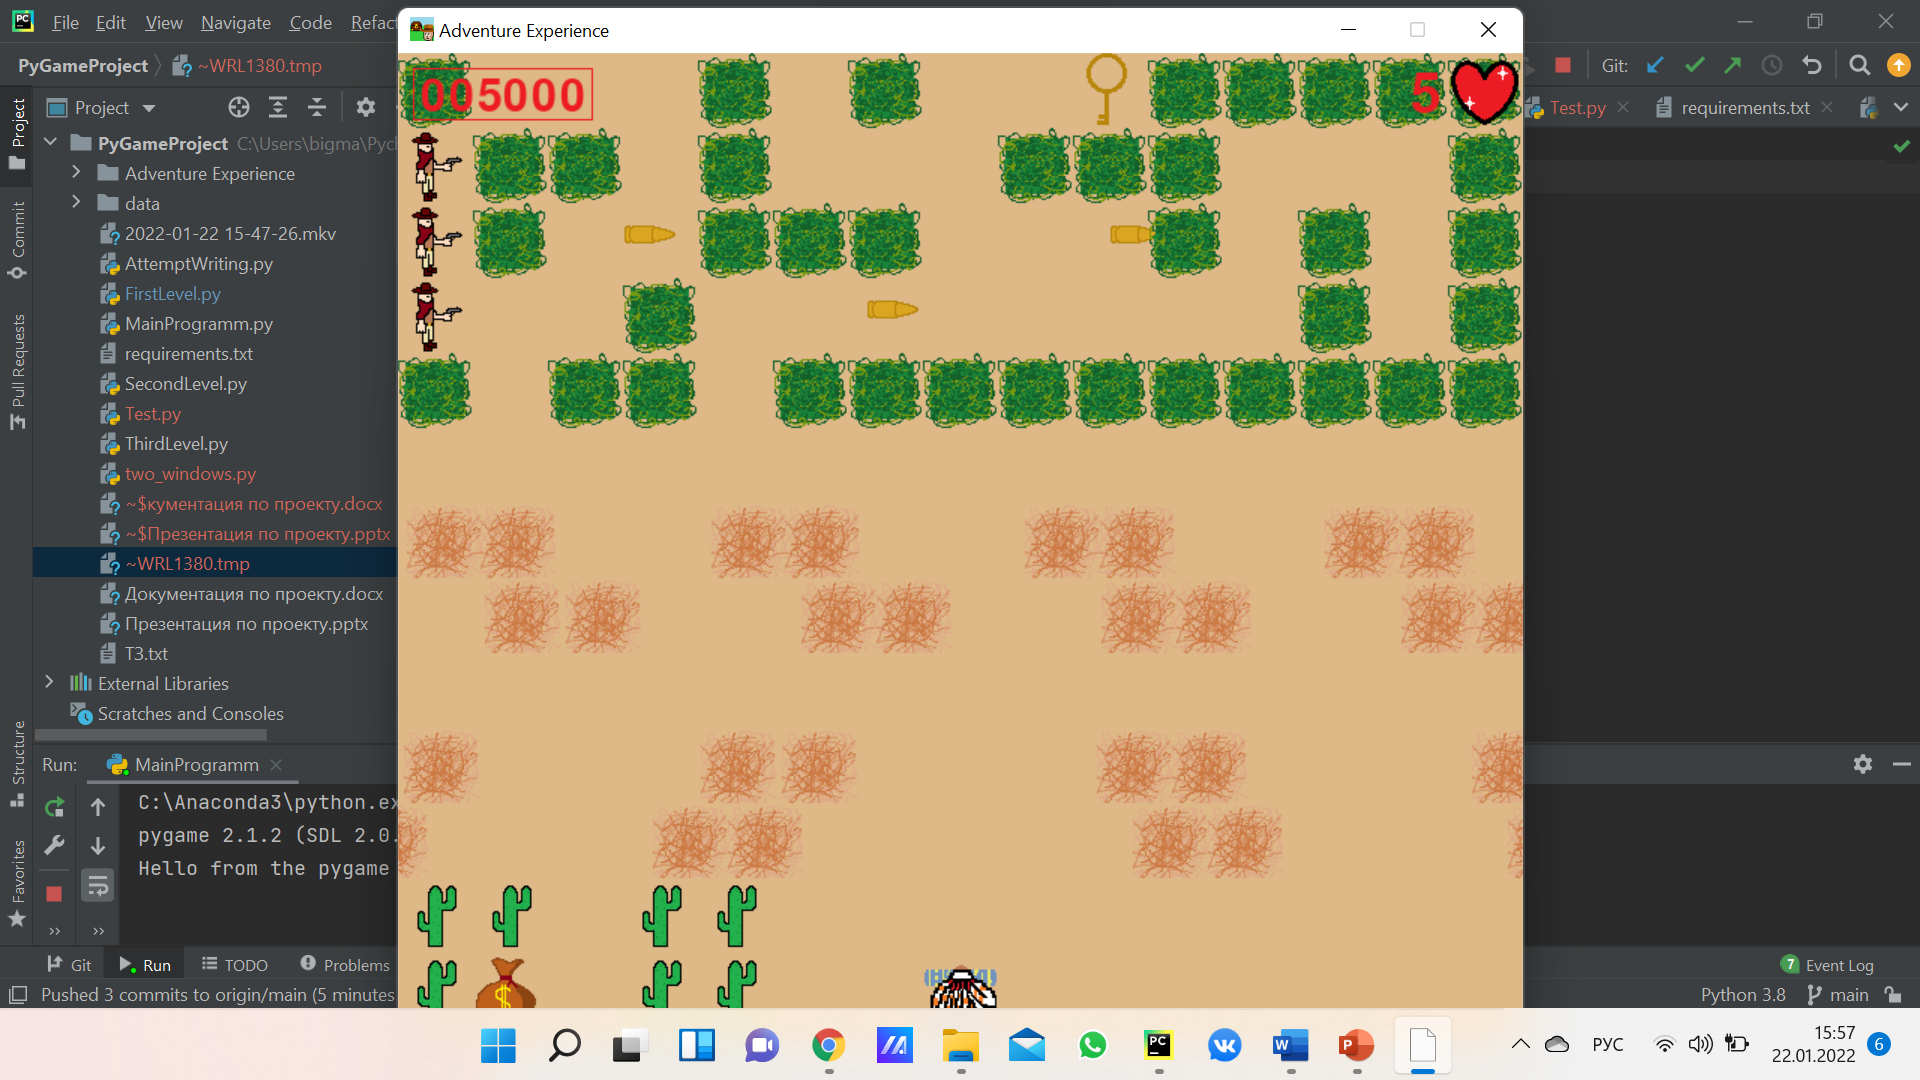 PC File Edit View Navigate Code Refac
Adventure Experience
PyGameProject ~WRL1380.tmp
Git:
Project
Test.py requirements.txt
005000
5
PyGameProject C:\Users\bigma\Pyc
Adventure Experience
data
2022-01-22 15-47-26.mkv
AttemptWriting.py
FirstLevel.py
MainProgramm.py
requirements.txt
SecondLevel.py
Test.py
ThirdLevel.py
two_windows.py
~$кументация по проекту.docx
~$Презентация по проекту.pptx
~WRL1380.tmp
Документация по проекту.docx
Презентация по проекту.pptx
ТЗ.txt
External Libraries
Scratches and Consoles
Project
Commit
Pull Requests
Structure
Favorites
Run: MainProgramm
C:\Anaconda3\python.ex
pygame 2.1.2 (SDL 2.0.
Hello from the pygame
$
Git Run TODO Problems
7 Event Log
Pushed 3 commits to origin/main (5 minutes
Python 3.8 main
PC
W
P
РУС
15:57
22.01.2022
6